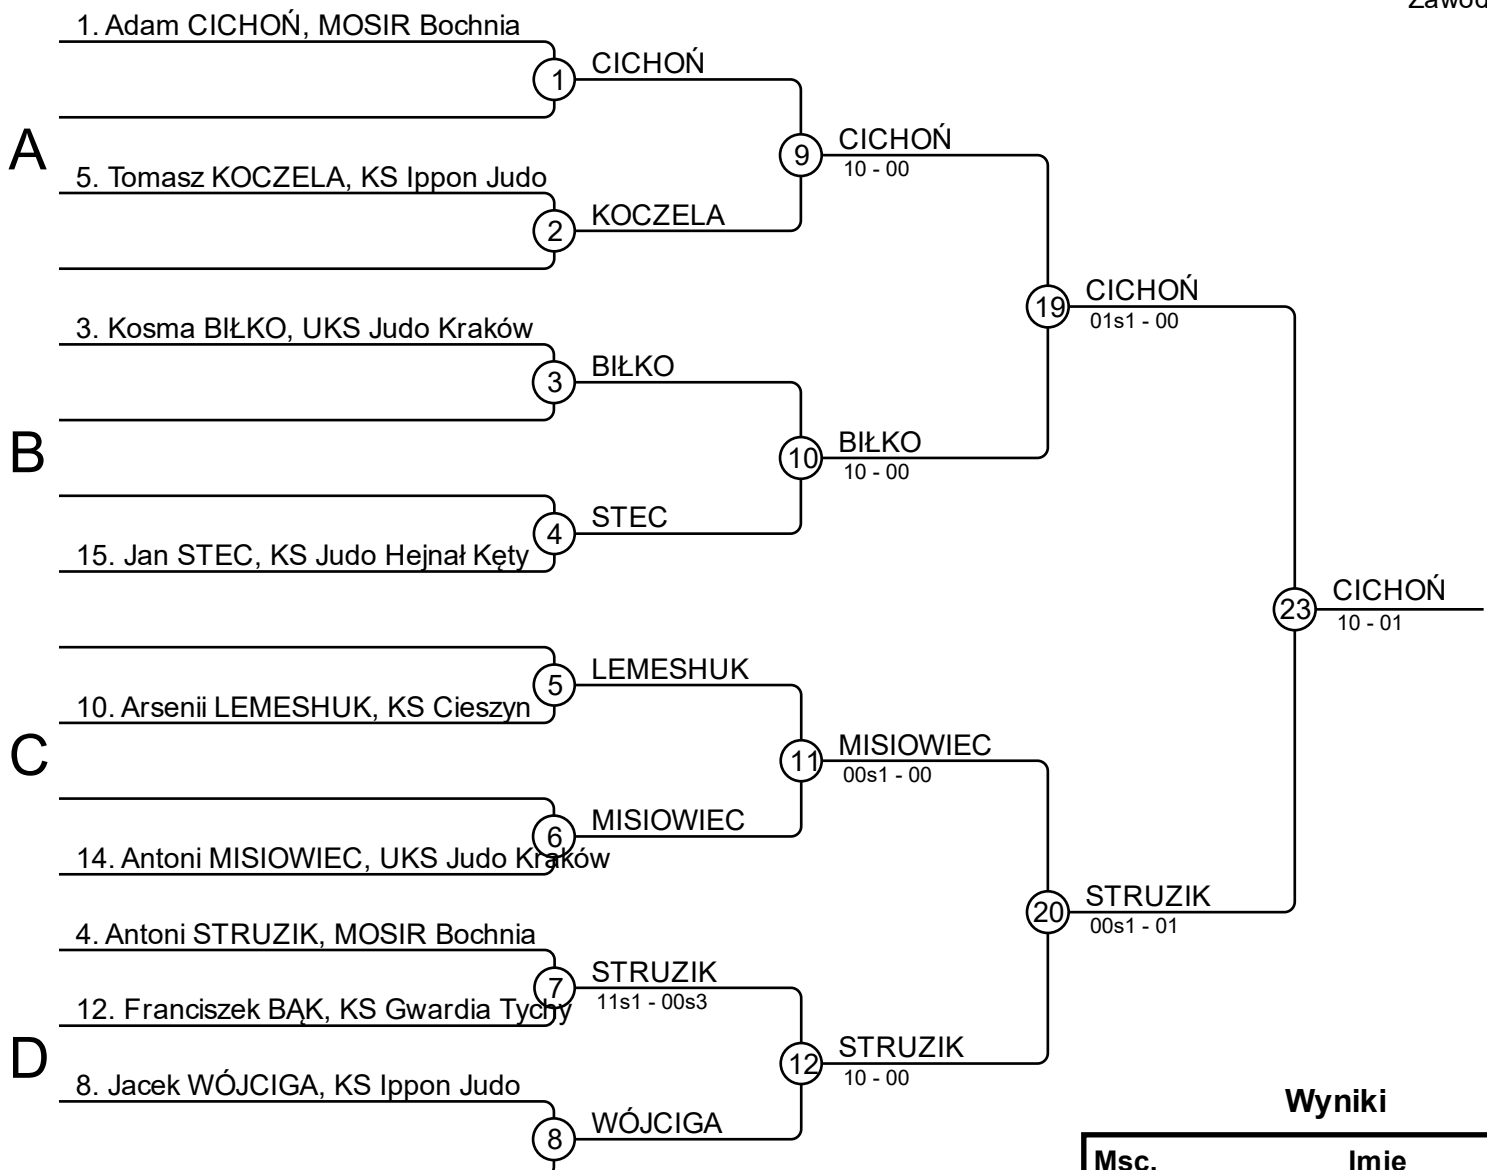 Zawod
1. Adam CICHOŃ, MOSIR Bochnia
1
CICHOŃ
A
9
CICHOŃ
10 - 00
5. Tomasz KOCZELA, KS Ippon Judo
2
KOCZELA
19
CICHOŃ
01s1 - 00
3. Kosma BIŁKO, UKS Judo Kraków
3
BIŁKO
B
10
BIŁKO
10 - 00
4
STEC
15. Jan STEC, KS Judo Hejnał Kęty
23
CICHOŃ
10 - 01
5
LEMESHUK
10. Arsenii LEMESHUK, KS Cieszyn
C
11
MISIOWIEC
00s1 - 00
6
MISIOWIEC
14. Antoni MISIOWIEC, UKS Judo Kraków
20
STRUZIK
00s1 - 01
4. Antoni STRUZIK, MOSIR Bochnia
7
STRUZIK
11s1 - 00s3
12. Franciszek BĄK, KS Gwardia Tychy
D
12
STRUZIK
10 - 00
8. Jacek WÓJCIGA, KS Ippon Judo
8
WÓJCIGA
Wyniki
Msc. Imię